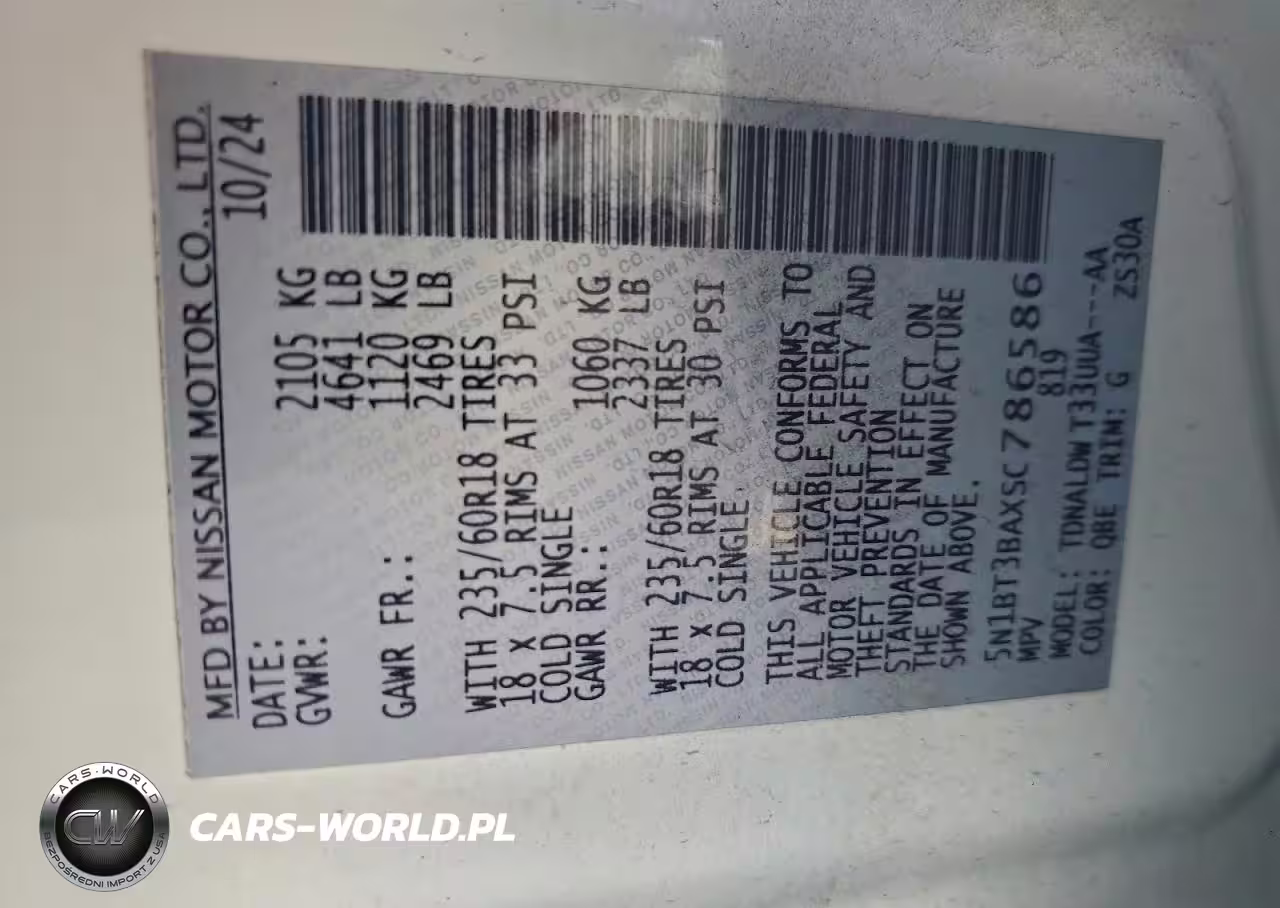 MFD BY NISSAN MOTOR CO., LTD.
DATE: 10/24
GVWR: 2105 KG
4641 LB
GAWR FR.: 1120 KG
2469 LB
WITH 235/60R18 TIRES
18 x 7.5 RIMS AT 33 PSI
COLD SINGLE
GAWR RR.: 1060 KG
2337 LB
WITH 235/60R18 TIRES
18 x 7.5 RIMS AT 30 PSI
COLD SINGLE
THIS VEHICLE CONFORMS TO
ALL APPLICABLE FEDERAL
MOTOR VEHICLE SAFETY AND
THEFT PREVENTION
STANDARDS IN EFFECT ON
THE DATE OF MANUFACTURE
SHOWN ABOVE.
5N1BT3BAXSC786586
MPV 819
MODEL: TDNALDW T33UUA---AA
COLOR: QBE TRIM: G ZS30A
CARS-WORLD
CW
BEZPOŚREDNI IMPORT Z USA
CARS-WORLD.PL